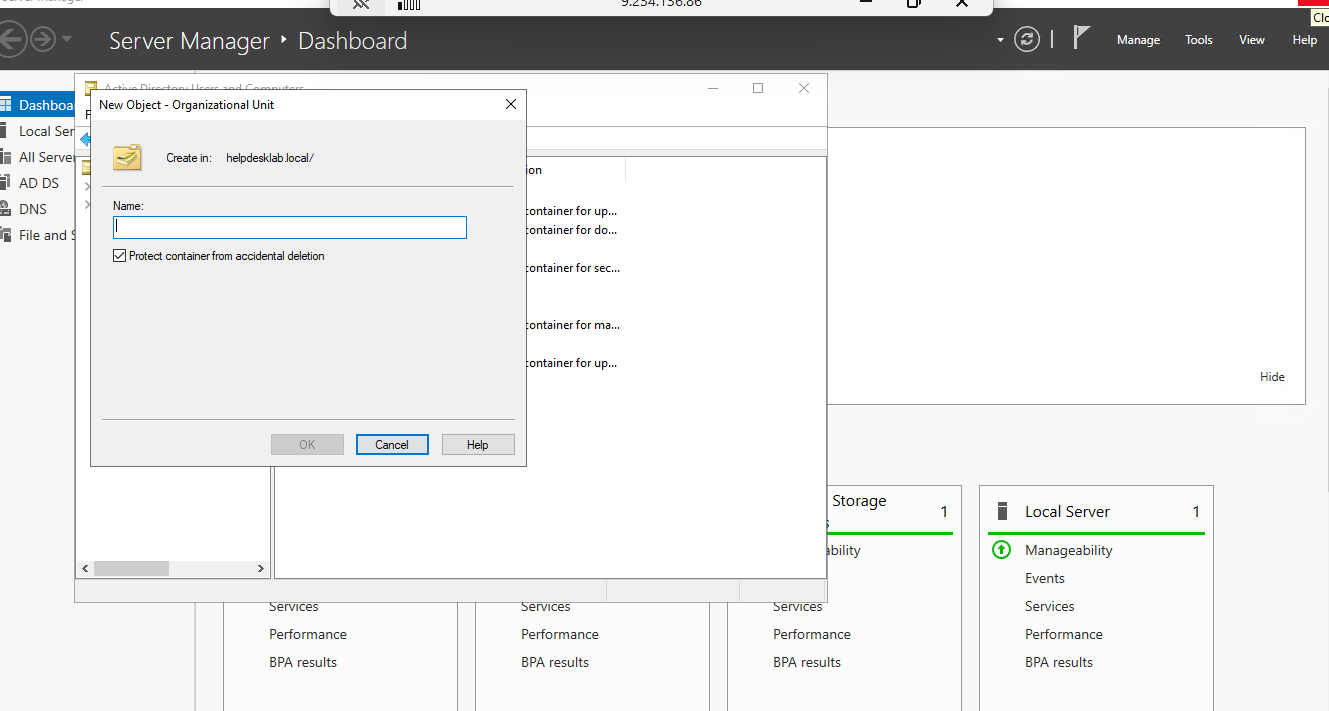 9.234.136.86
Clo
Server Manager ‣ Dashboard
Manage Tools View Help
Active Directory Users and Computers
New Object - Organizational Unit
Dashboa
Local Ser
All Server
AD DS
DNS
File and S
Create in: helpdesklab.local/
Name:
Protect container from accidental deletion
OK Cancel Help
ion
container for up...
container for do...
container for sec...
container for ma...
container for up...
Hide
Storage
1
ability
Services
Performance
BPA results
Services
Performance
BPA results
Services
Performance
BPA results
Local Server 1
Manageability
Events
Services
Performance
BPA results